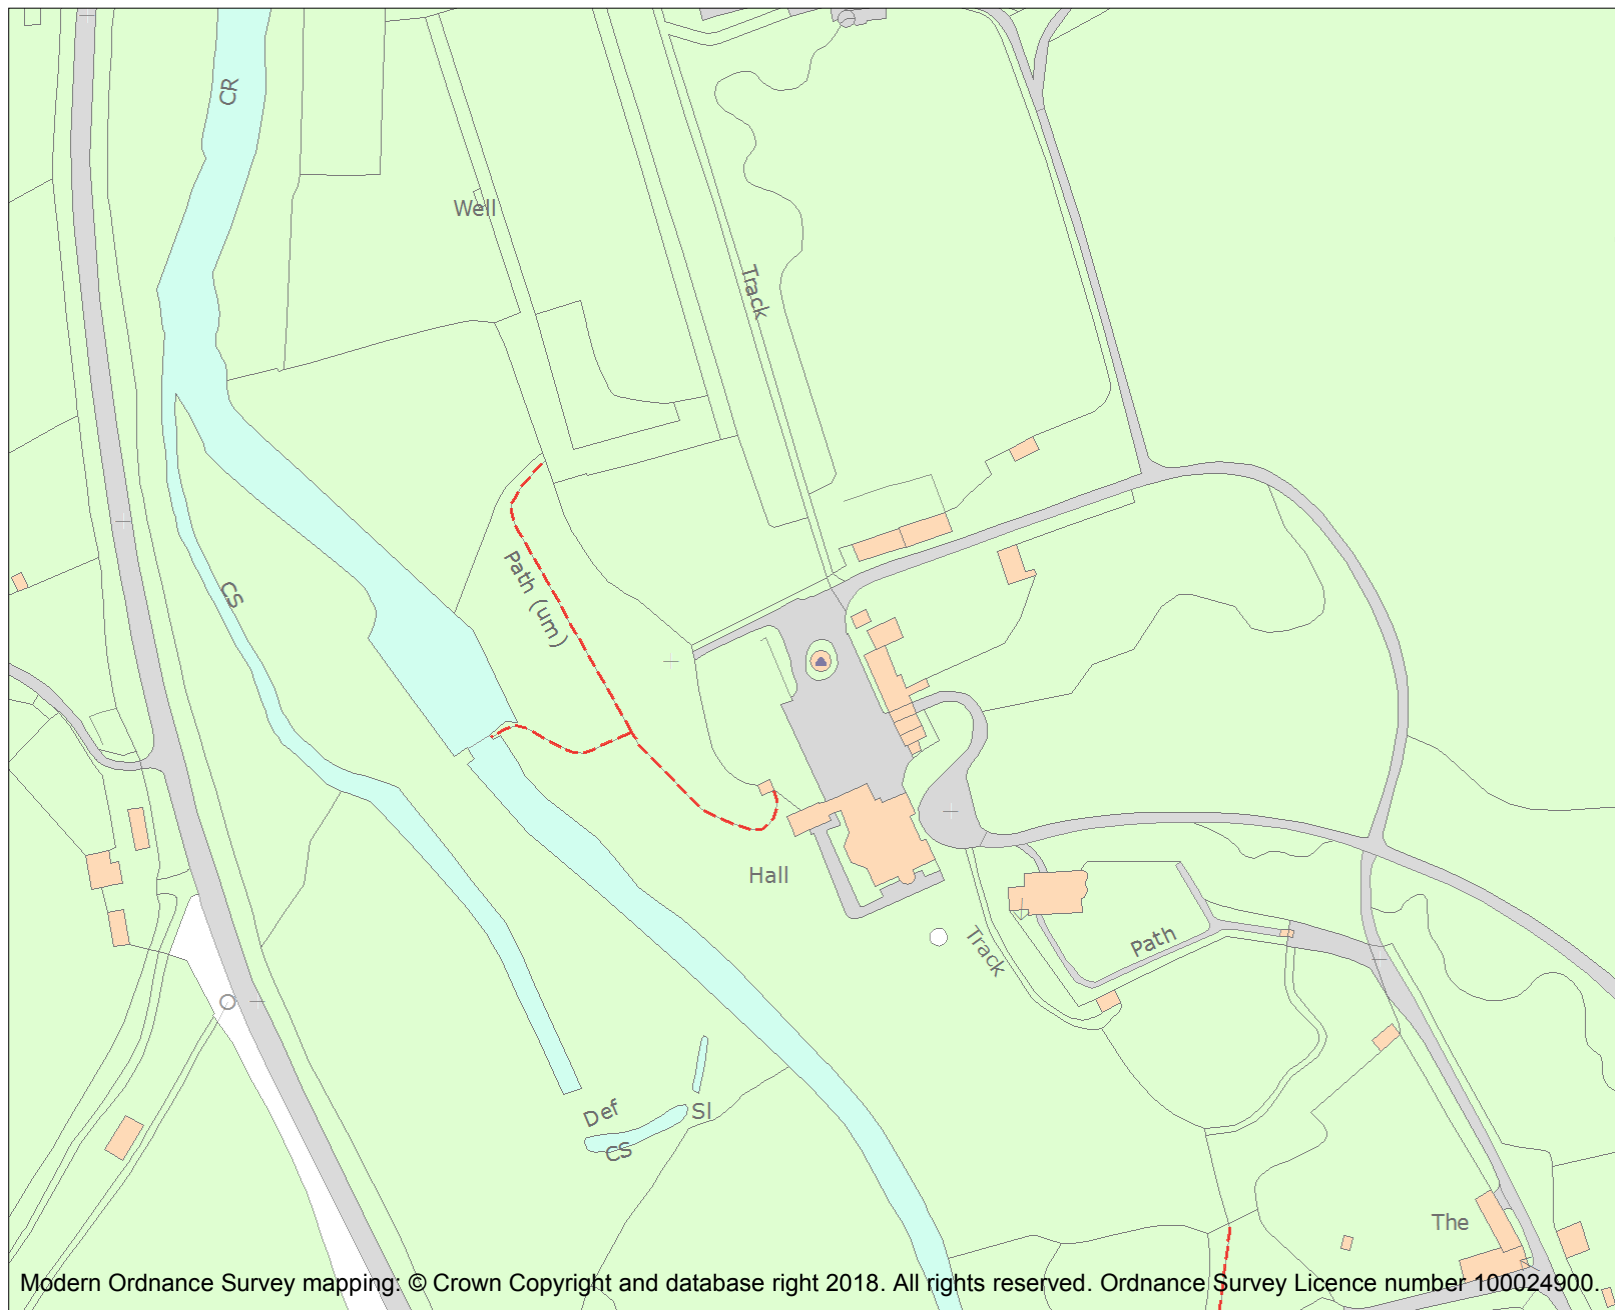 CR
Well
Track
Path (um)
CS
Hall
Track
Path
Def
Sl
CS
The
Modern Ordnance Survey mapping: © Crown Copyright and database right 2018. All rights reserved. Ordnance Survey Licence number 100024900.